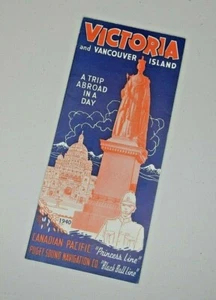 VICTORIA
AND VANCOUVER ISLAND
A TRIP
ABROAD
IN A
DAY
1940
CANADIAN PACIFIC "Princess Line"
PUGET SOUND NAVIGATION CO. "Black Ball Line"